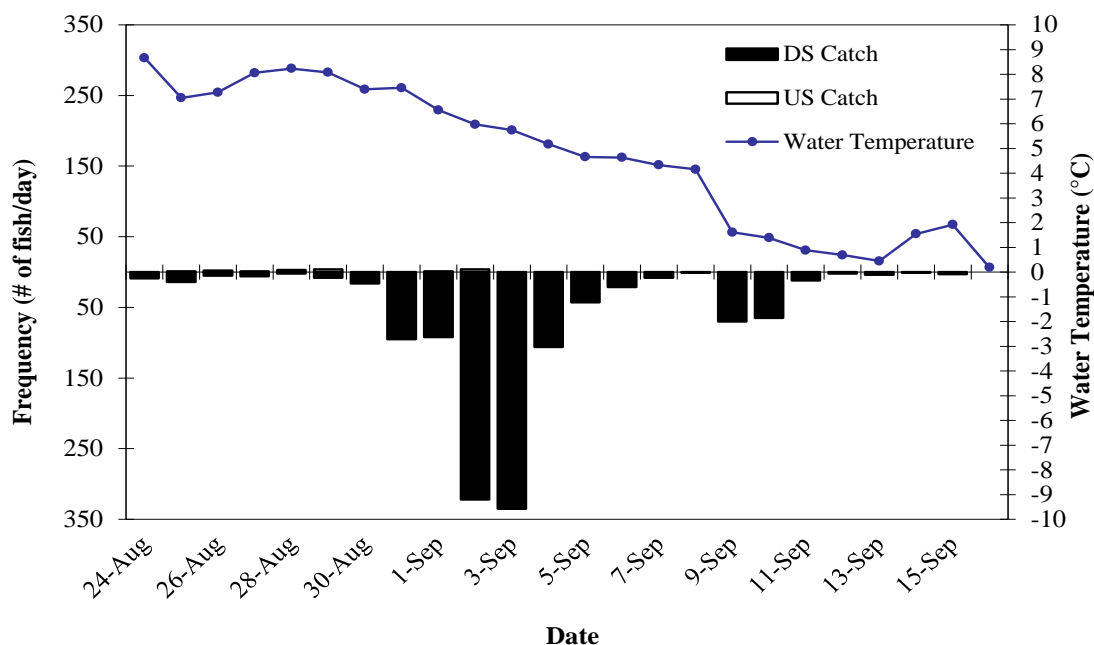 350
250
150
50
50
150
250
350
Frequency (# of fish/day)
10
9
8
7
6
5
4
3
2
1
0
-1
-2
-3
-4
-5
-6
-7
-8
-9
-10
Water Temperature (°C)
DS Catch
US Catch
Water Temperature
24-Aug
26-Aug
28-Aug
30-Aug
1-Sep
3-Sep
5-Sep
7-Sep
9-Sep
11-Sep
13-Sep
15-Sep
Date